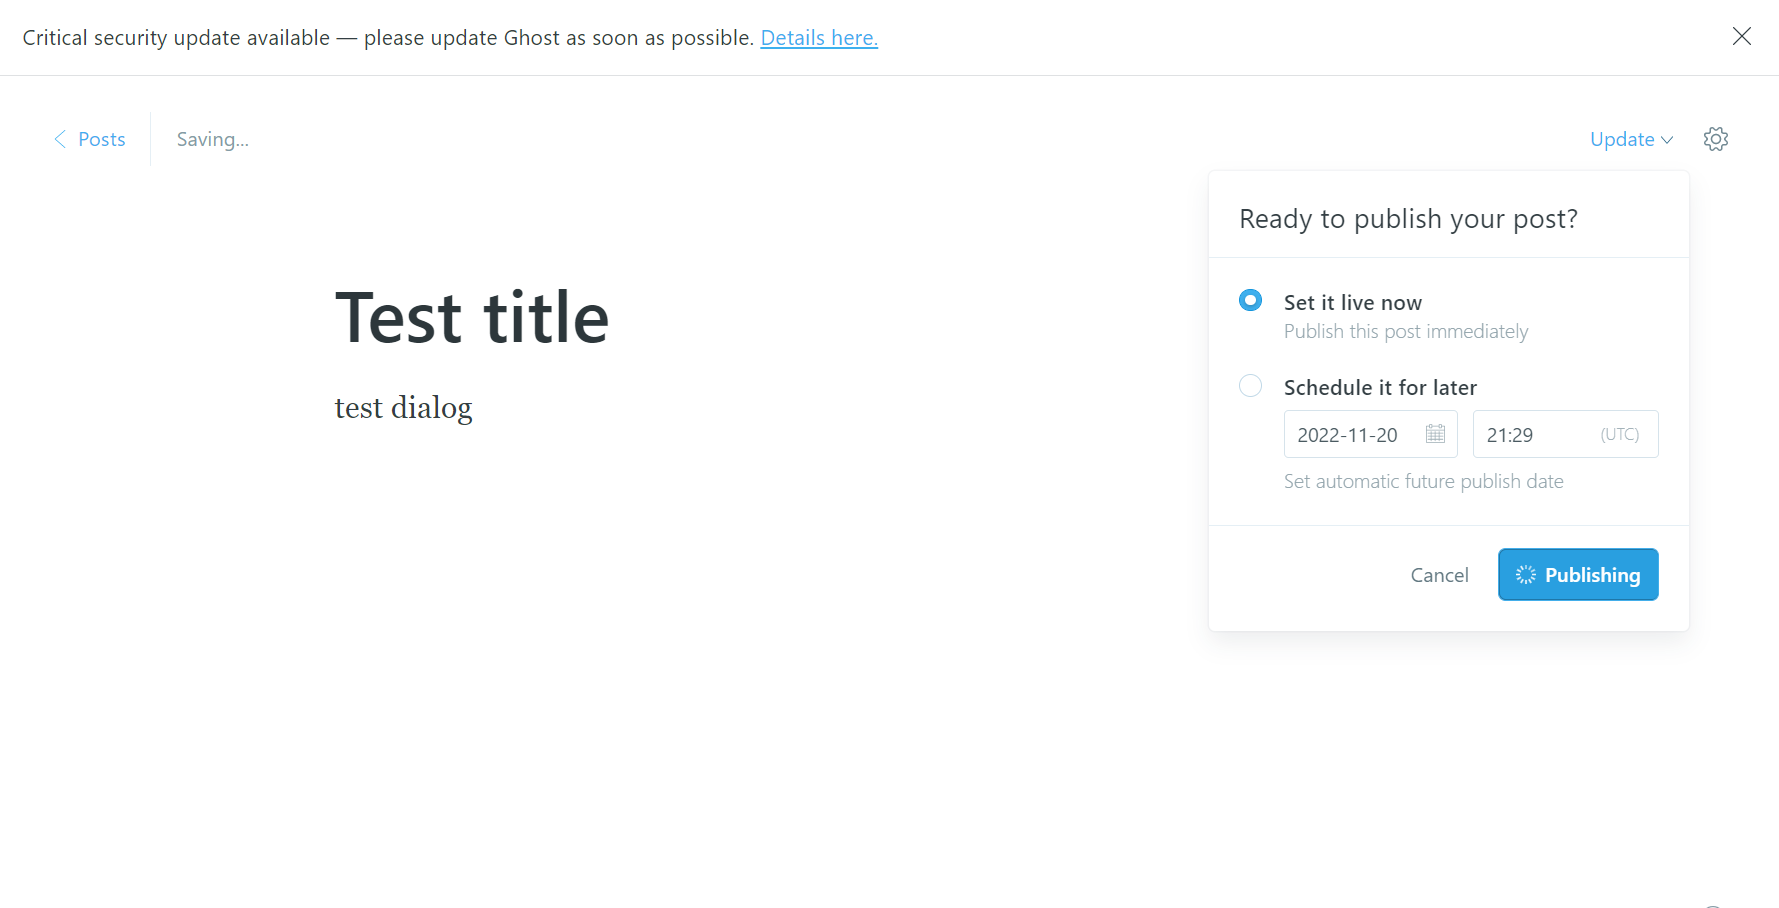 Critical security update available — please update Ghost as soon as possible. Details here.
Posts
Saving...
Update
Ready to publish your post?
Test title
Set it live now
Publish this post immediately
test dialog
Schedule it for later
2022-11-20
21:29 (UTC)
Set automatic future publish date
Cancel
Publishing